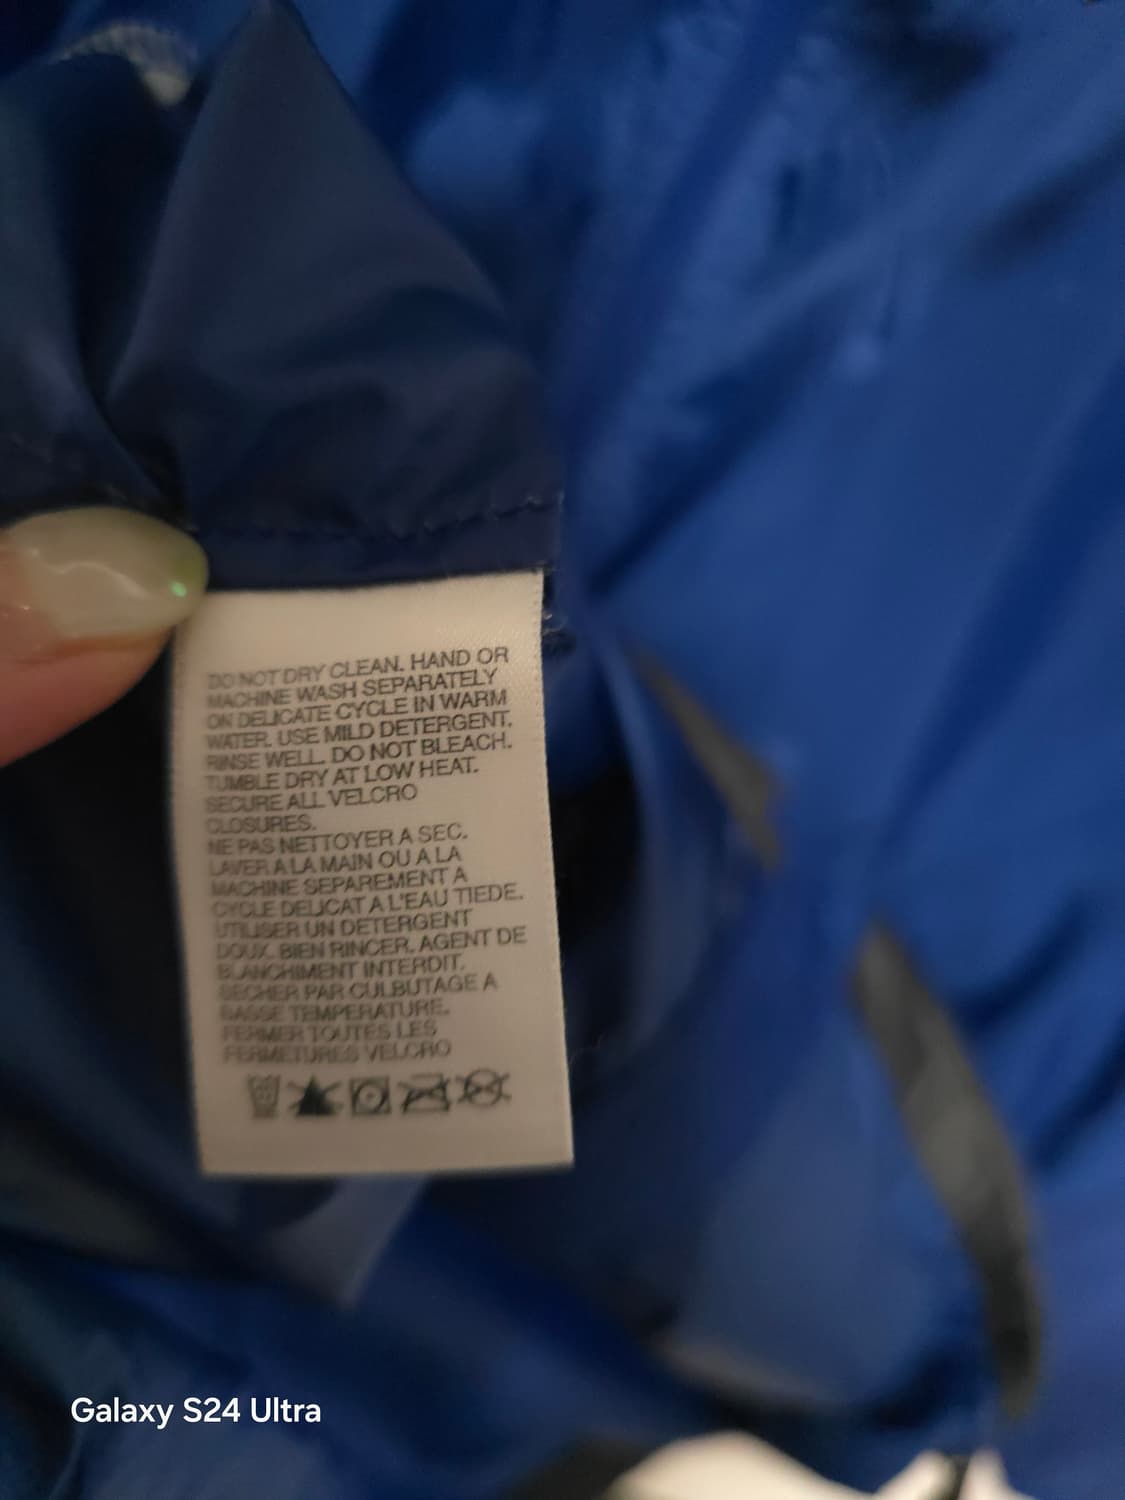 DO NOT DRY CLEAN. HAND OR
MACHINE WASH SEPARATELY
ON DELICATE CYCLE IN WARM
WATER. USE MILD DETERGENT.
RINSE WELL. DO NOT BLEACH.
TUMBLE DRY AT LOW HEAT.
SECURE ALL VELCRO
CLOSURES.
NE PAS NETTOYER A SEC.
LAVER A LA MAIN OU A LA
MACHINE SEPAREMENT A
CYCLE DELICAT A L'EAU TIEDE.
UTILISER UN DETERGENT
DOUX. BIEN RINCER. AGENT DE
BLANCHIMENT INTERDIT.
SECHER PAR CULBUTAGE A
BASSE TEMPERATURE.
FERMER TOUTES LES
FERMETURES VELCRO
Galaxy S24 Ultra